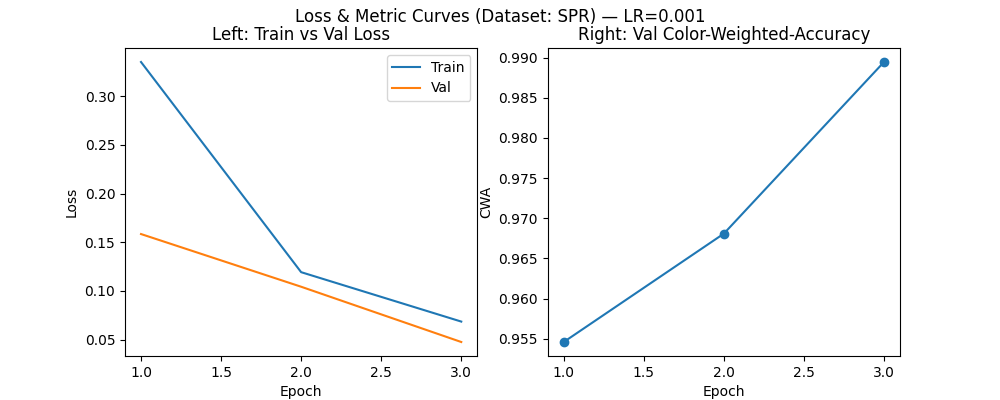 Loss & Metric Curves (Dataset: SPR) — LR=0.001
Left: Train vs Val Loss
Train
Val
0.30
0.25
0.20
0.15
0.10
0.05
Loss
1.0 1.5 2.0 2.5 3.0
Epoch
Right: Val Color-Weighted-Accuracy
0.990
0.985
0.980
0.975
0.970
0.965
0.960
0.955
CWA
1.0 1.5 2.0 2.5 3.0
Epoch